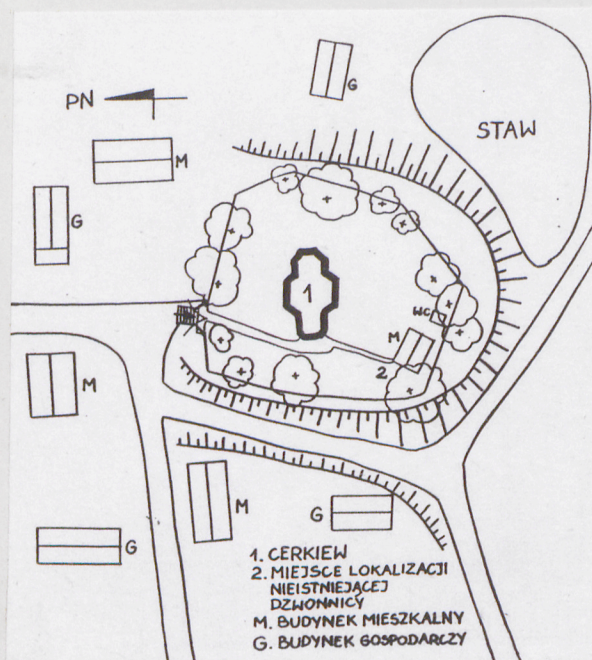 G
PN
STAW
M
G
1
WC
M
2
M
M
G
G
1. CERKIEW
2. MIEJSCE LOKALIZACJI
NIEISTNIEJĄCEJ
DZWONNICY
M. BUDYNEK MIESZKALNY
G. BUDYNEK GOSPODARCZY